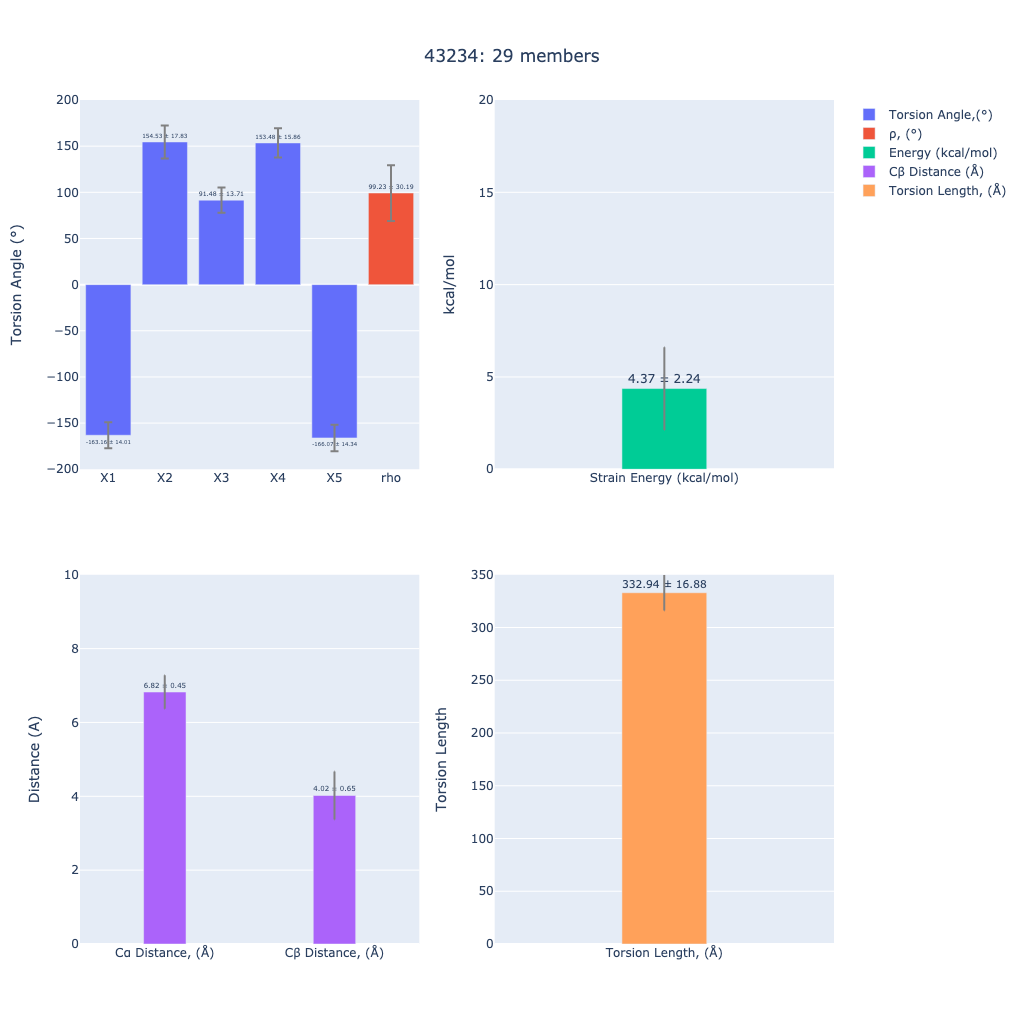 43234: 29 members
Torsion Angle (°)
200
150
100
50
0
−50
−100
−150
−200
154.53 ± 17.83
153.48 ± 15.86
91.48 ± 13.71
99.23 ± 30.19
-163.16 ± 14.01
-166.07 ± 14.34
X1 X2 X3 X4 X5 rho
kcal/mol
20
15
10
5
0
4.37 ± 2.24
Strain Energy (kcal/mol)
Torsion Angle,(°)
ρ, (°)
Energy (kcal/mol)
Cβ Distance (Å)
Torsion Length, (Å)
Distance (A)
10
8
6
4
2
0
6.82 ± 0.45
4.02 ± 0.65
Cα Distance, (Å) Cβ Distance, (Å)
Torsion Length
350
300
250
200
150
100
50
0
332.94 ± 16.88
Torsion Length, (Å)